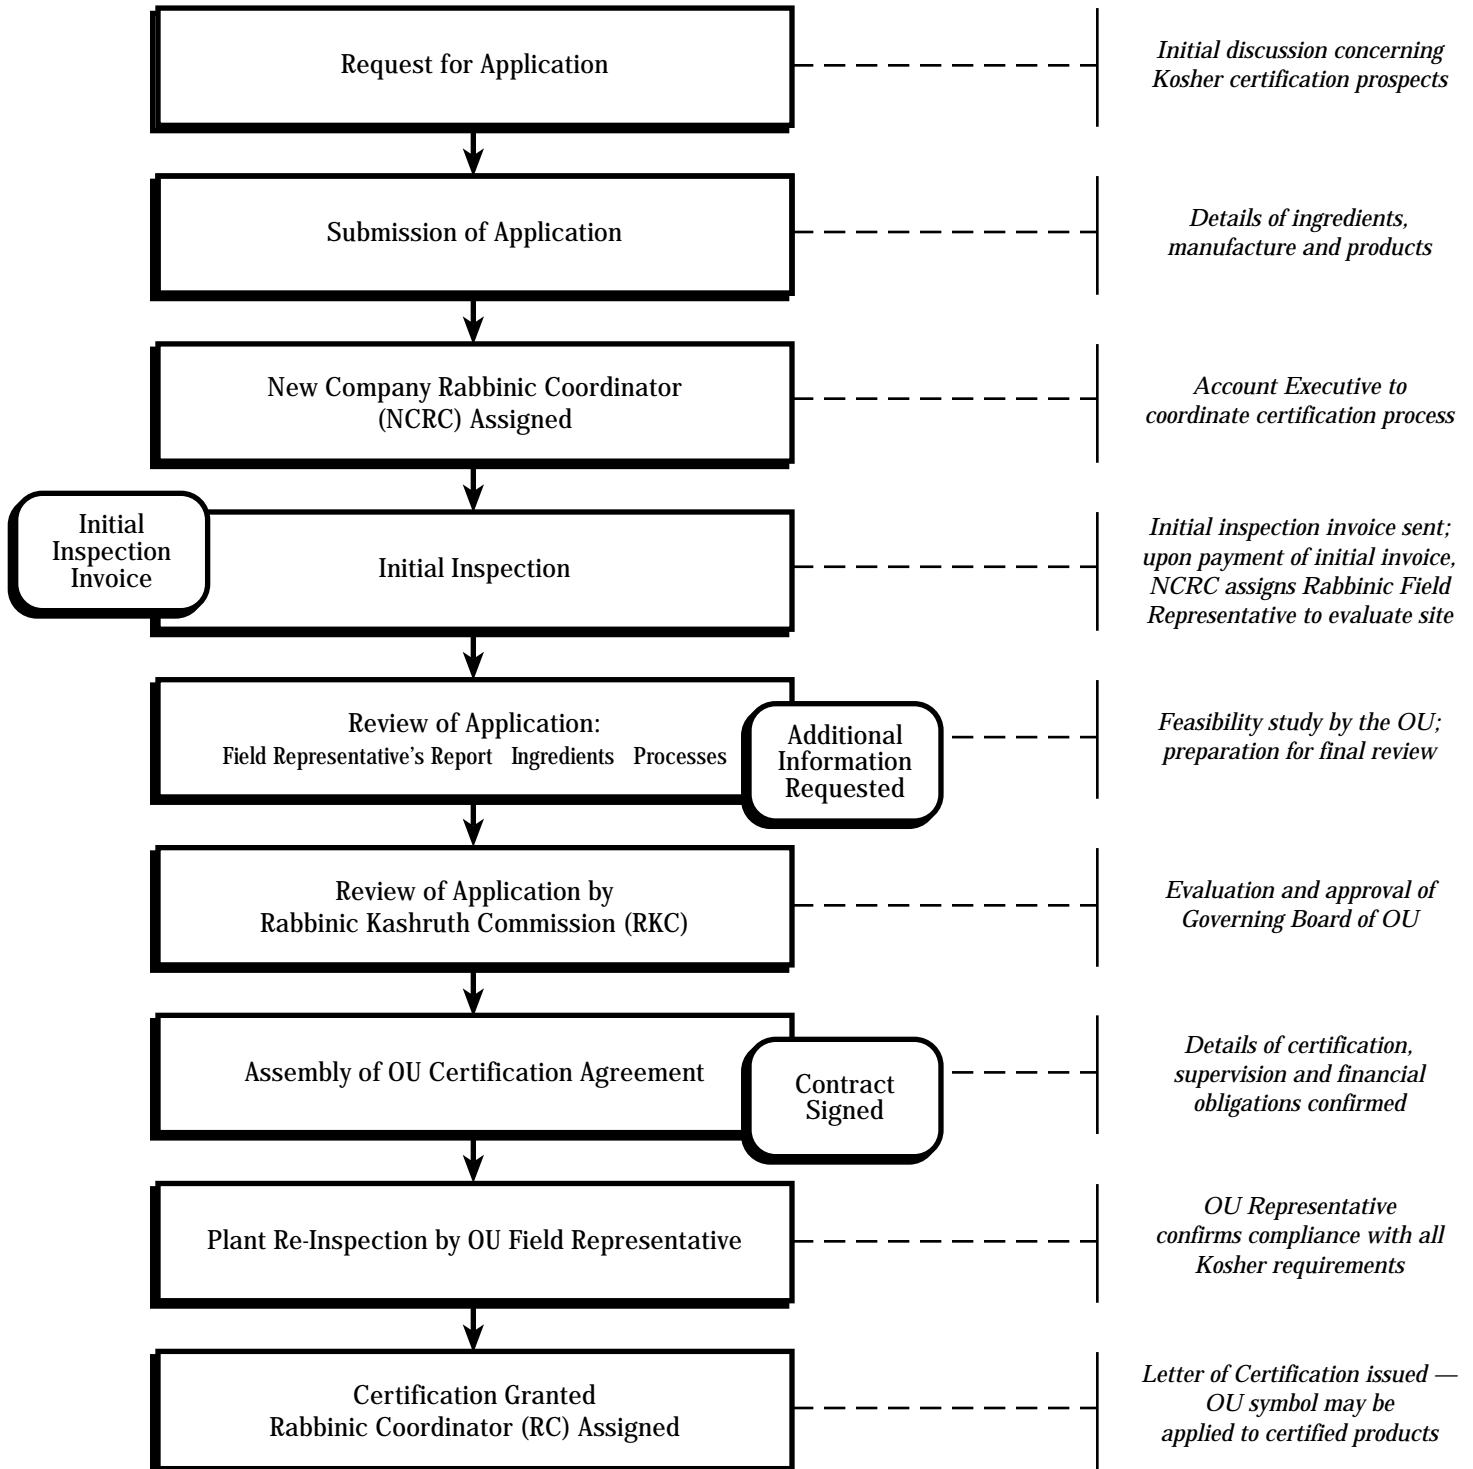 Request for Application
Initial discussion concerning
Kosher certification prospects
Submission of Application
Details of ingredients,
manufacture and products
New Company Rabbinic Coordinator
(NCRC) Assigned
Account Executive to
coordinate certification process
Initial
Inspection
Invoice
Initial Inspection
Initial inspection invoice sent;
upon payment of initial invoice,
NCRC assigns Rabbinic Field
Representative to evaluate site
Review of Application:
Field Representative's Report Ingredients Processes
Additional
Information
Requested
Feasibility study by the OU;
preparation for final review
Review of Application by
Rabbinic Kashruth Commission (RKC)
Evaluation and approval of
Governing Board of OU
Assembly of OU Certification Agreement
Contract
Signed
Details of certification,
supervision and financial
obligations confirmed
Plant Re-Inspection by OU Field Representative
OU Representative
confirms compliance with all
Kosher requirements
Certification Granted
Rabbinic Coordinator (RC) Assigned
Letter of Certification issued —
OU symbol may be
applied to certified products